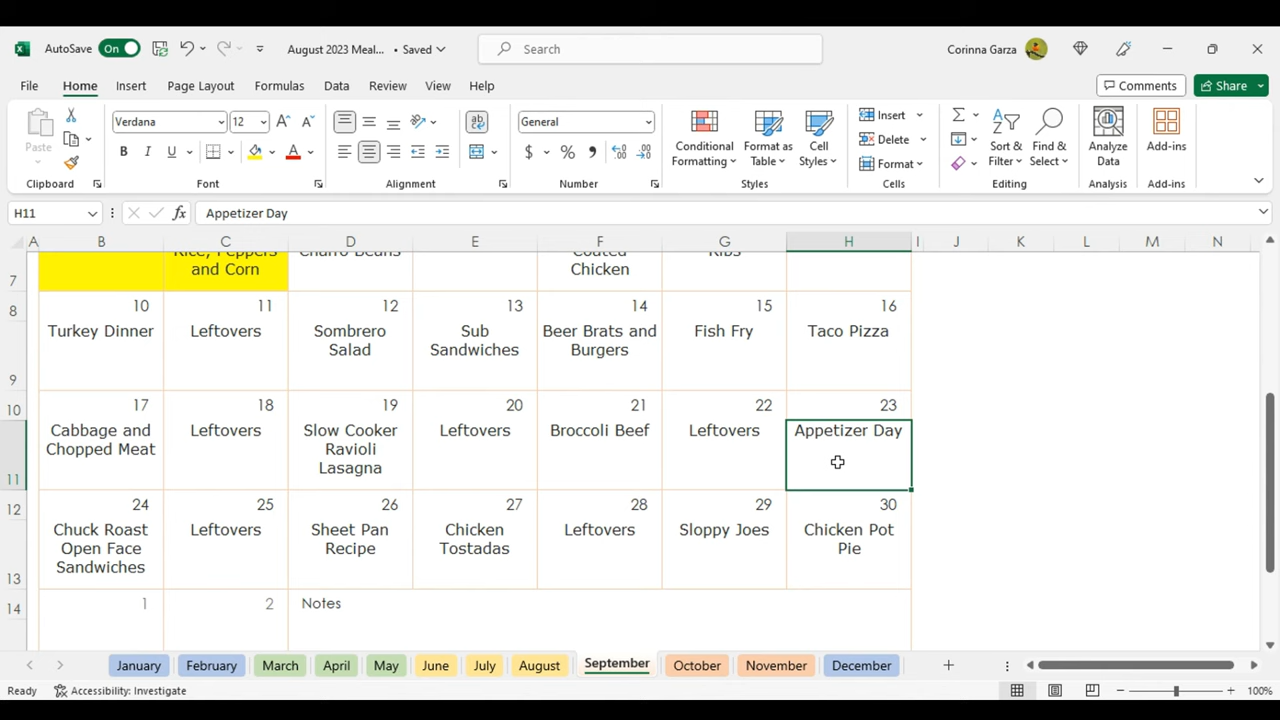 AutoSave On August 2023 Meal... • Saved Search Corinna Garza
File Home Insert Page Layout Formulas Data Review View Help Comments Share
Paste Verdana 12 General Conditional Formatting Format as Table Cell Styles Insert Delete Format Sort & Filter Find & Select Analyze Data Add-ins
Clipboard Font Alignment Number Styles Cells Editing Analysis Add-ins
H11 fx Appetizer Day
A B C D E F G H I J K L M N
Rice, Peppers Churro Beans Coated Ribs
7 and Corn Chicken
8 10 11 12 13 14 15 16
Turkey Dinner Leftovers Sombrero Sub Beer Brats and Fish Fry Taco Pizza
Salad Sandwiches Burgers
9
10 17 18 19 20 21 22 23
Cabbage and Leftovers Slow Cooker Leftovers Broccoli Beef Leftovers Appetizer Day
Chopped Meat Ravioli
Lasagna
11
12 24 25 26 27 28 29 30
Chuck Roast Leftovers Sheet Pan Chicken Leftovers Sloppy Joes Chicken Pot
Open Face Recipe Tostadas Pie
Sandwiches
13
14 1 2 Notes
January February March April May June July August September October November December
Ready Accessibility: Investigate 100%